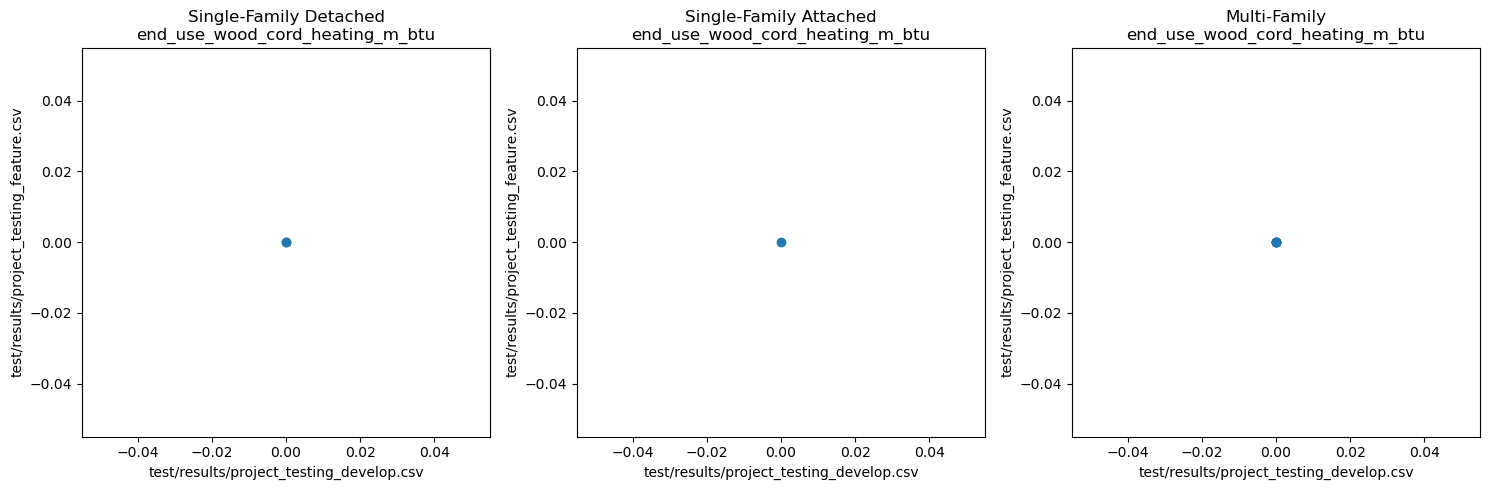 Single-Family Detached
end_use_wood_cord_heating_m_btu
test/results/project_testing_feature.csv
0.04
0.02
0.00
−0.02
−0.04
−0.04 −0.02 0.00 0.02 0.04
test/results/project_testing_develop.csv
Single-Family Attached
end_use_wood_cord_heating_m_btu
test/results/project_testing_feature.csv
0.04
0.02
0.00
−0.02
−0.04
−0.04 −0.02 0.00 0.02 0.04
test/results/project_testing_develop.csv
Multi-Family
end_use_wood_cord_heating_m_btu
test/results/project_testing_feature.csv
0.04
0.02
0.00
−0.02
−0.04
−0.04 −0.02 0.00 0.02 0.04
test/results/project_testing_develop.csv